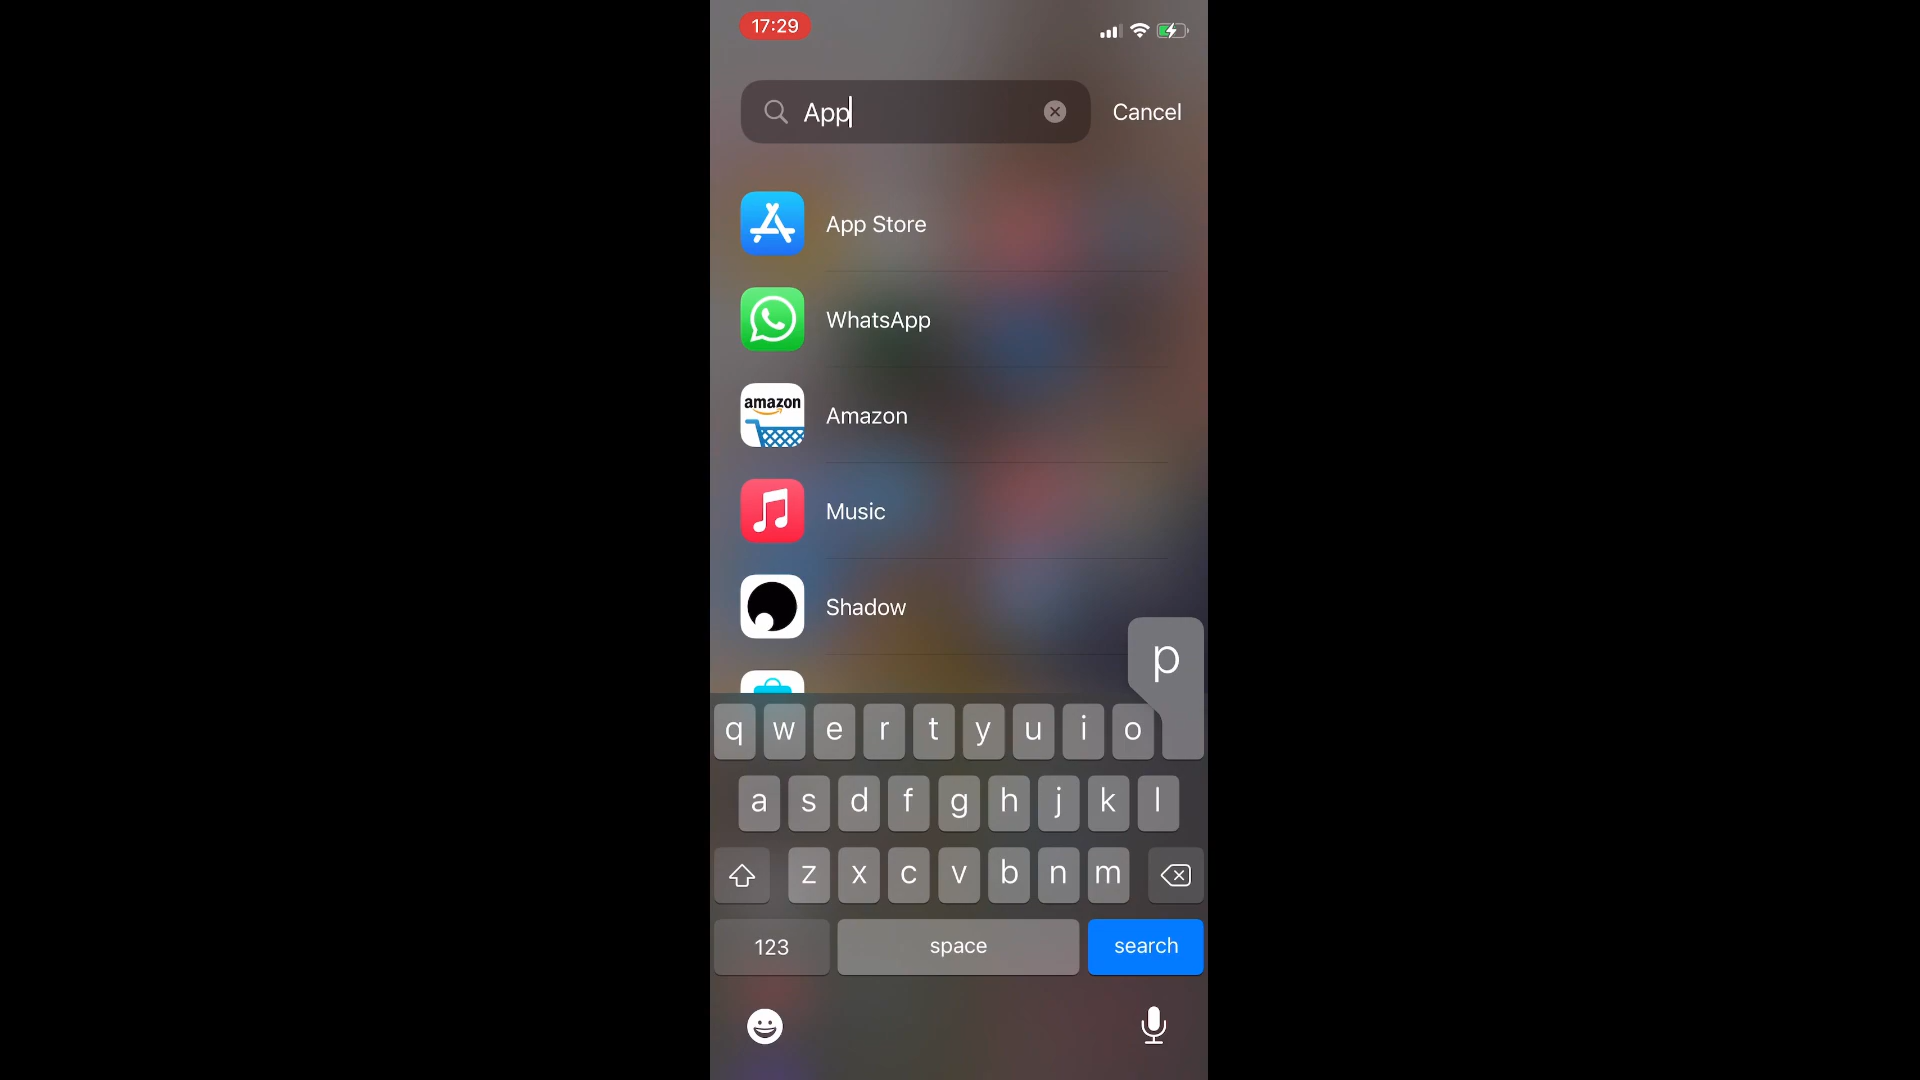 17:29
App
Cancel
App Store
WhatsApp
amazon
Amazon
Music
Shadow
p
q w e r t y u i o
a s d f g h j k l
z x c v b n m
123 space search